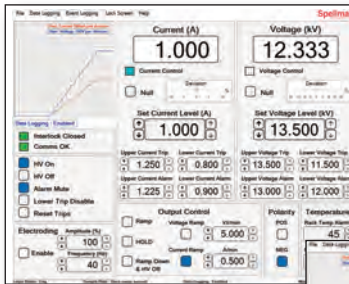 File Data Logging Event Logging Lock Screen Help
Spellma
Current (A)
1.000
Voltage (kV)
12.333
Current Control
Voltage Control
Deviation
Deviation
Null
Null
Data Logging - Enabled
Set Current Level (A)
1.000
Set Voltage Level (kV)
13.500
Interlock Closed
Comms OK
Upper Current Trip
Lower Current Trip
Upper Voltage Trip
Lower Voltage Trip
1.250
0.800
13.500
11.500
HV On
HV Off
Alarm Mute
Lower Trip Disable
Reset Trips
Upper Current Alarm
Lower Current Alarm
Upper Voltage Alarm
Lower Voltage Alarm
1.225
0.900
13.000
12.000
Electroding
Amplitude (%)
100
Enable
Frequency (Hz)
40
Output Control
Ramp
Voltage Ramp
V/min
5.000
HOLD
Current Ramp
A/min
0.500
Ramp Down
& HV Off
Polarity
POS
NEG
Temperature
Rack Temp Alarm
45
File Data Logg